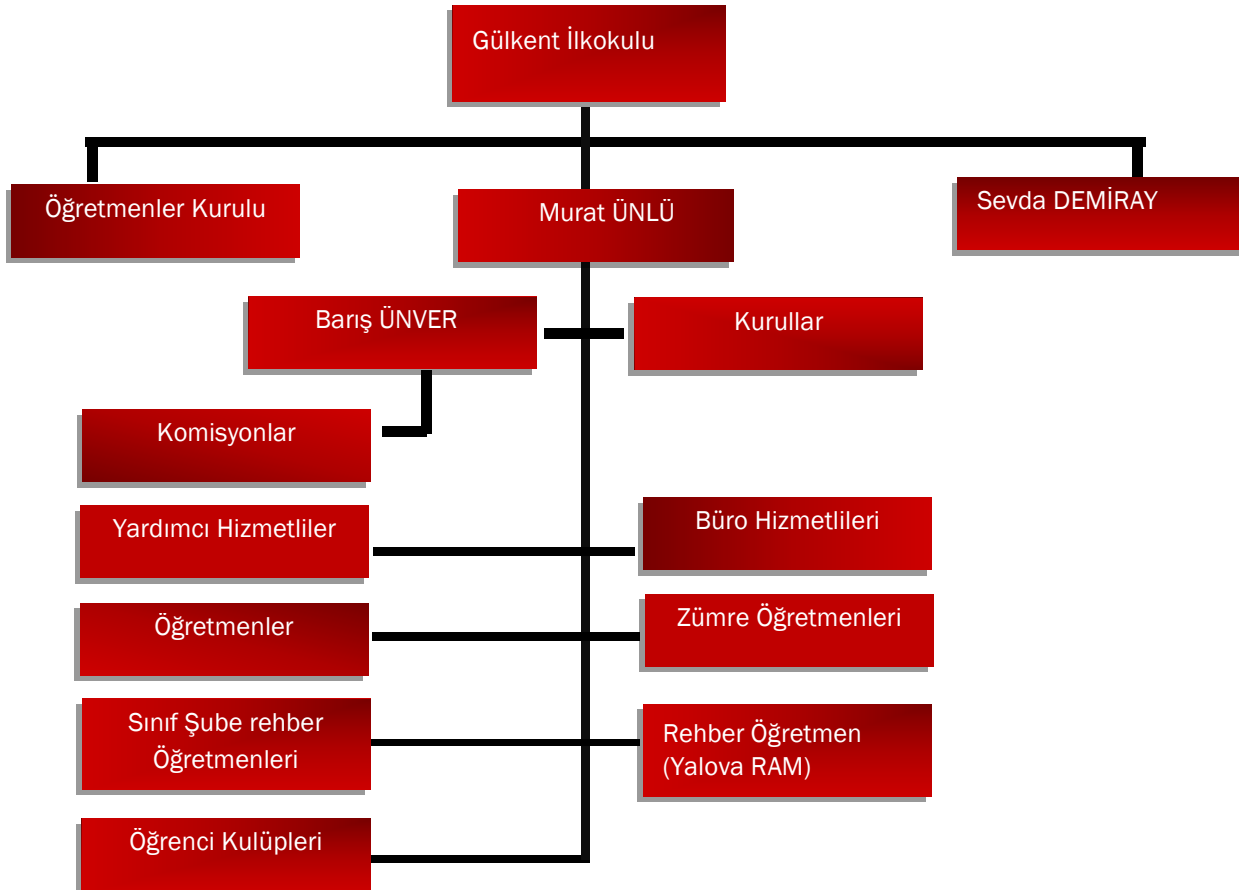 Gülkent İlkokulu
Öğretmenler Kurulu
Murat ÜNLÜ
Sevda DEMİRAY
Barış ÜNVER
Kurullar
Komisyonlar
Yardımcı Hizmetliler
Büro Hizmetlileri
Öğretmenler
Zümre Öğretmenleri
Sınıf Şube rehber
Öğretmenleri
Rehber Öğretmen
(Yalova RAM)
Öğrenci Kulüpleri